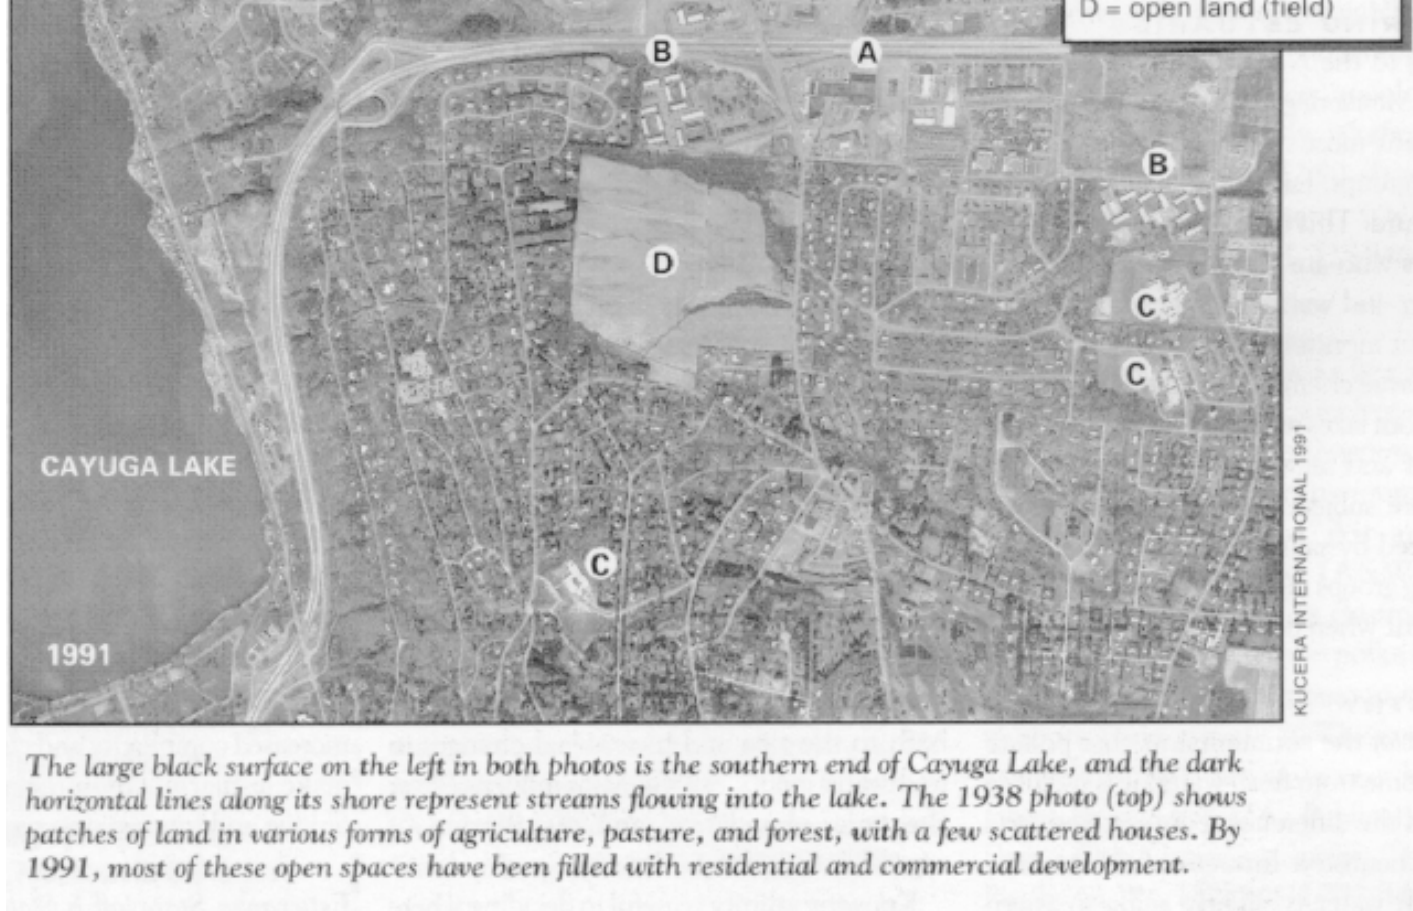 D = open land (field)
B
A
B
D
C
C
CAYUGA LAKE
C
1991
KUCERA INTERNATIONAL 1991
The large black surface on the left in both photos is the southern end of Cayuga Lake, and the dark
horizontal lines along its shore represent streams flowing into the lake. The 1938 photo (top) shows
patches of land in various forms of agriculture, pasture, and forest, with a few scattered houses. By
1991, most of these open spaces have been filled with residential and commercial development.